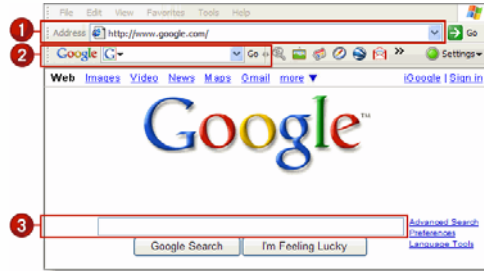 File Edit View Favorites Tools Help
1 Address http://www.google.com/ Go
2 Google G Go » Settings
Web Images Video News Maps Gmail more ▼ iGoogle | Sign in
Google™
Advanced Search
3 Preferences
Language Tools
Google Search I'm Feeling Lucky